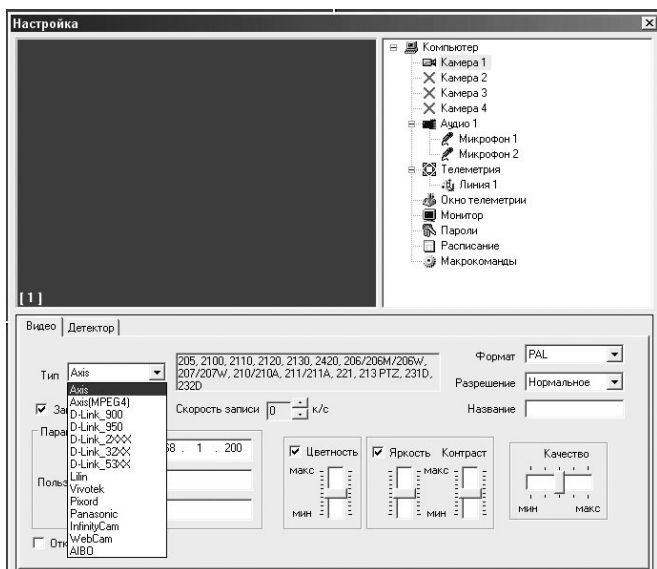 Настройка
Компьютер
Камера 1
Камера 2
Камера 3
Камера 4
Аудио 1
Микрофон 1
Микрофон 2
Телеметрия
Линия 1
Окно телеметрии
Монитор
Пароли
Расписание
Макрокоманды
[ 1 ]
Видео Детектор
Тип Axis
205, 2100, 2110, 2120, 2130, 2420, 206/206M/206W,
207/207W, 210/210A, 211/211A, 221, 213 PTZ, 231D,
232D
Формат PAL
Разрешение Нормальное
Название
Скорость записи 0 к/с
Axis
Axis(MPEG4)
D-Link_900
D-Link_950
D-Link_2XXX
D-Link_32XX
D-Link_53XX
Lilin
Vivotek
Pixord
Panasonic
InfinityCam
WebCam
AIBO
. 1 . 200
Цветность
макс
мин
Яркость Контраст
макс
мин
Качество
мин макс